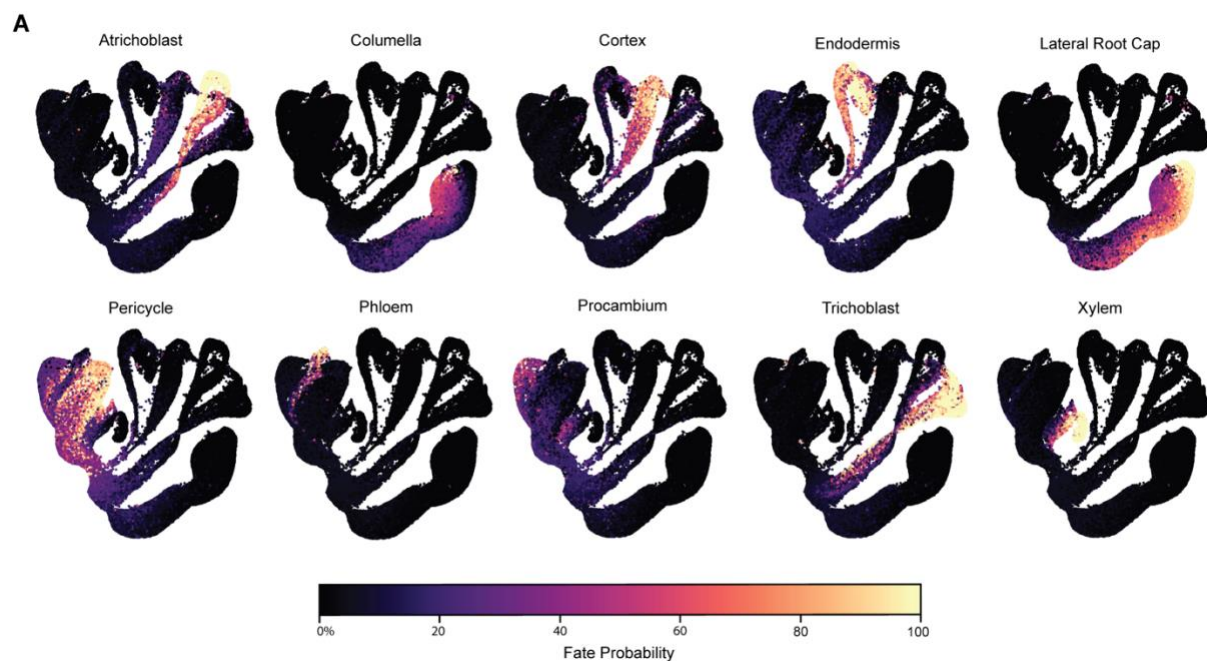 A
Atrichoblast
Columella
Cortex
Endodermis
Lateral Root Cap
Pericycle
Phloem
Procambium
Trichoblast
Xylem
0%
20
40
60
80
100
Fate Probability